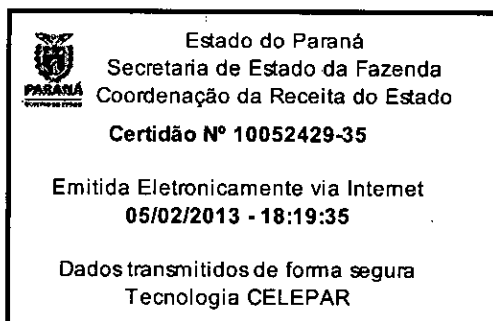 Estado do Paraná
Secretaria de Estado da Fazenda
PARANÁ
Coordenação da Receita do Estado
Certidão Nº 10052429-35
Emitida Eletronicamente via Internet
05/02/2013 - 18:19:35
Dados transmitidos de forma segura
Tecnologia CELEPAR